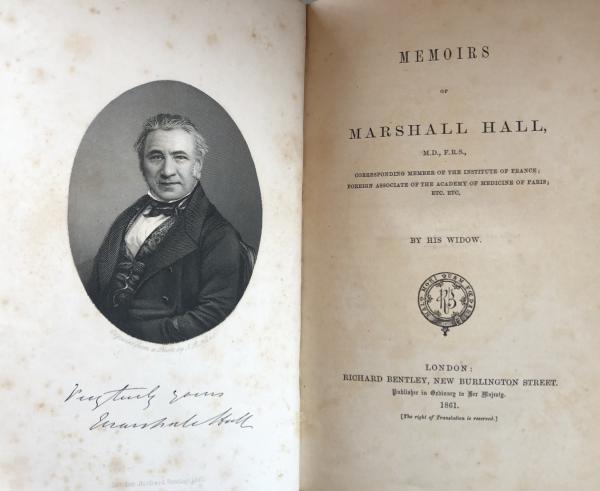 Very truly yours
Marshall Hall
MEMOIRS
OF
MARSHALL HALL,
M.D., F.R.S.,
CORRESPONDING MEMBER OF THE INSTITUTE OF FRANCE;
FOREIGN ASSOCIATE OF THE ACADEMY OF MEDICINE OF PARIS;
ETC. ETC.
BY HIS WIDOW.
RB
LONDON:
RICHARD BENTLEY, NEW BURLINGTON STREET.
Publisher in Ordinary to Her Majesty.
1861.
[The right of Translation is reserved.]